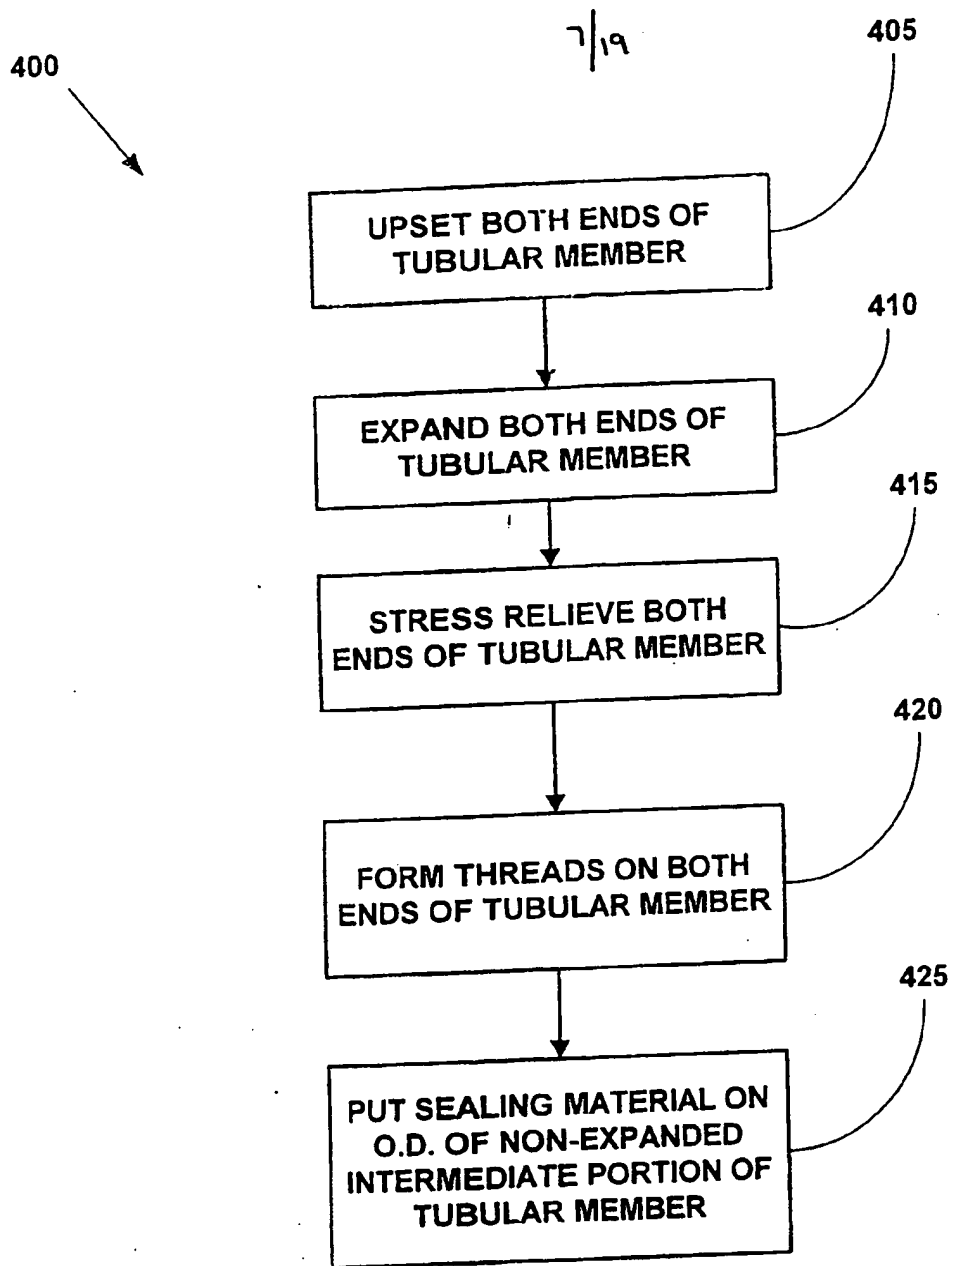 7/19
400
405
UPSET BOTH ENDS OF
TUBULAR MEMBER
410
EXPAND BOTH ENDS OF
TUBULAR MEMBER
415
STRESS RELIEVE BOTH
ENDS OF TUBULAR MEMBER
420
FORM THREADS ON BOTH
ENDS OF TUBULAR MEMBER
425
PUT SEALING MATERIAL ON
O.D. OF NON-EXPANDED
INTERMEDIATE PORTION OF
TUBULAR MEMBER